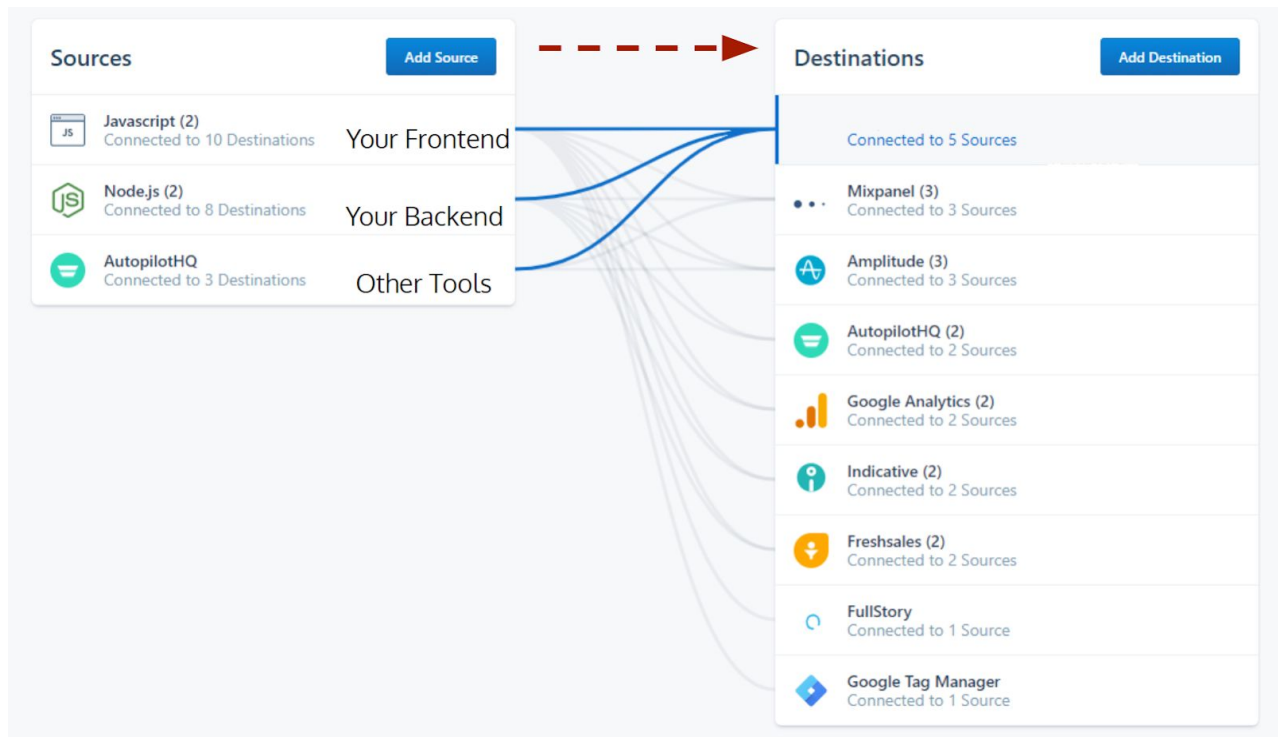 Sources
Add Source
Javascript (2)
Connected to 10 Destinations
Your Frontend
Node.js (2)
Connected to 8 Destinations
Your Backend
AutopilotHQ
Connected to 3 Destinations
Other Tools
Destinations
Add Destination
Connected to 5 Sources
Mixpanel (3)
Connected to 3 Sources
Amplitude (3)
Connected to 3 Sources
AutopilotHQ (2)
Connected to 2 Sources
Google Analytics (2)
Connected to 2 Sources
Indicative (2)
Connected to 2 Sources
Freshsales (2)
Connected to 2 Sources
FullStory
Connected to 1 Source
Google Tag Manager
Connected to 1 Source
JS
JS